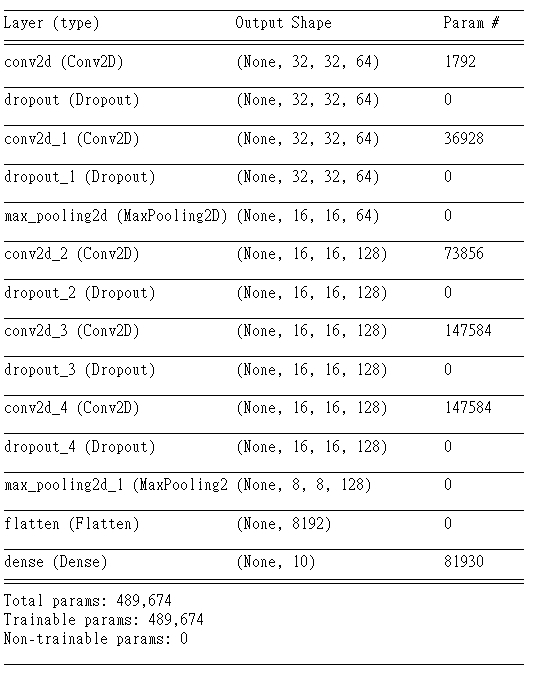 Layer (type) Output Shape Param #
conv2d (Conv2D) (None, 32, 32, 64) 1792
dropout (Dropout) (None, 32, 32, 64) 0
conv2d_1 (Conv2D) (None, 32, 32, 64) 36928
dropout_1 (Dropout) (None, 32, 32, 64) 0
max_pooling2d (MaxPooling2D) (None, 16, 16, 64) 0
conv2d_2 (Conv2D) (None, 16, 16, 128) 73856
dropout_2 (Dropout) (None, 16, 16, 128) 0
conv2d_3 (Conv2D) (None, 16, 16, 128) 147584
dropout_3 (Dropout) (None, 16, 16, 128) 0
conv2d_4 (Conv2D) (None, 16, 16, 128) 147584
dropout_4 (Dropout) (None, 16, 16, 128) 0
max_pooling2d_1 (MaxPooling2 (None, 8, 8, 128) 0
flatten (Flatten) (None, 8192) 0
dense (Dense) (None, 10) 81930
Total params: 489,674
Trainable params: 489,674
Non-trainable params: 0